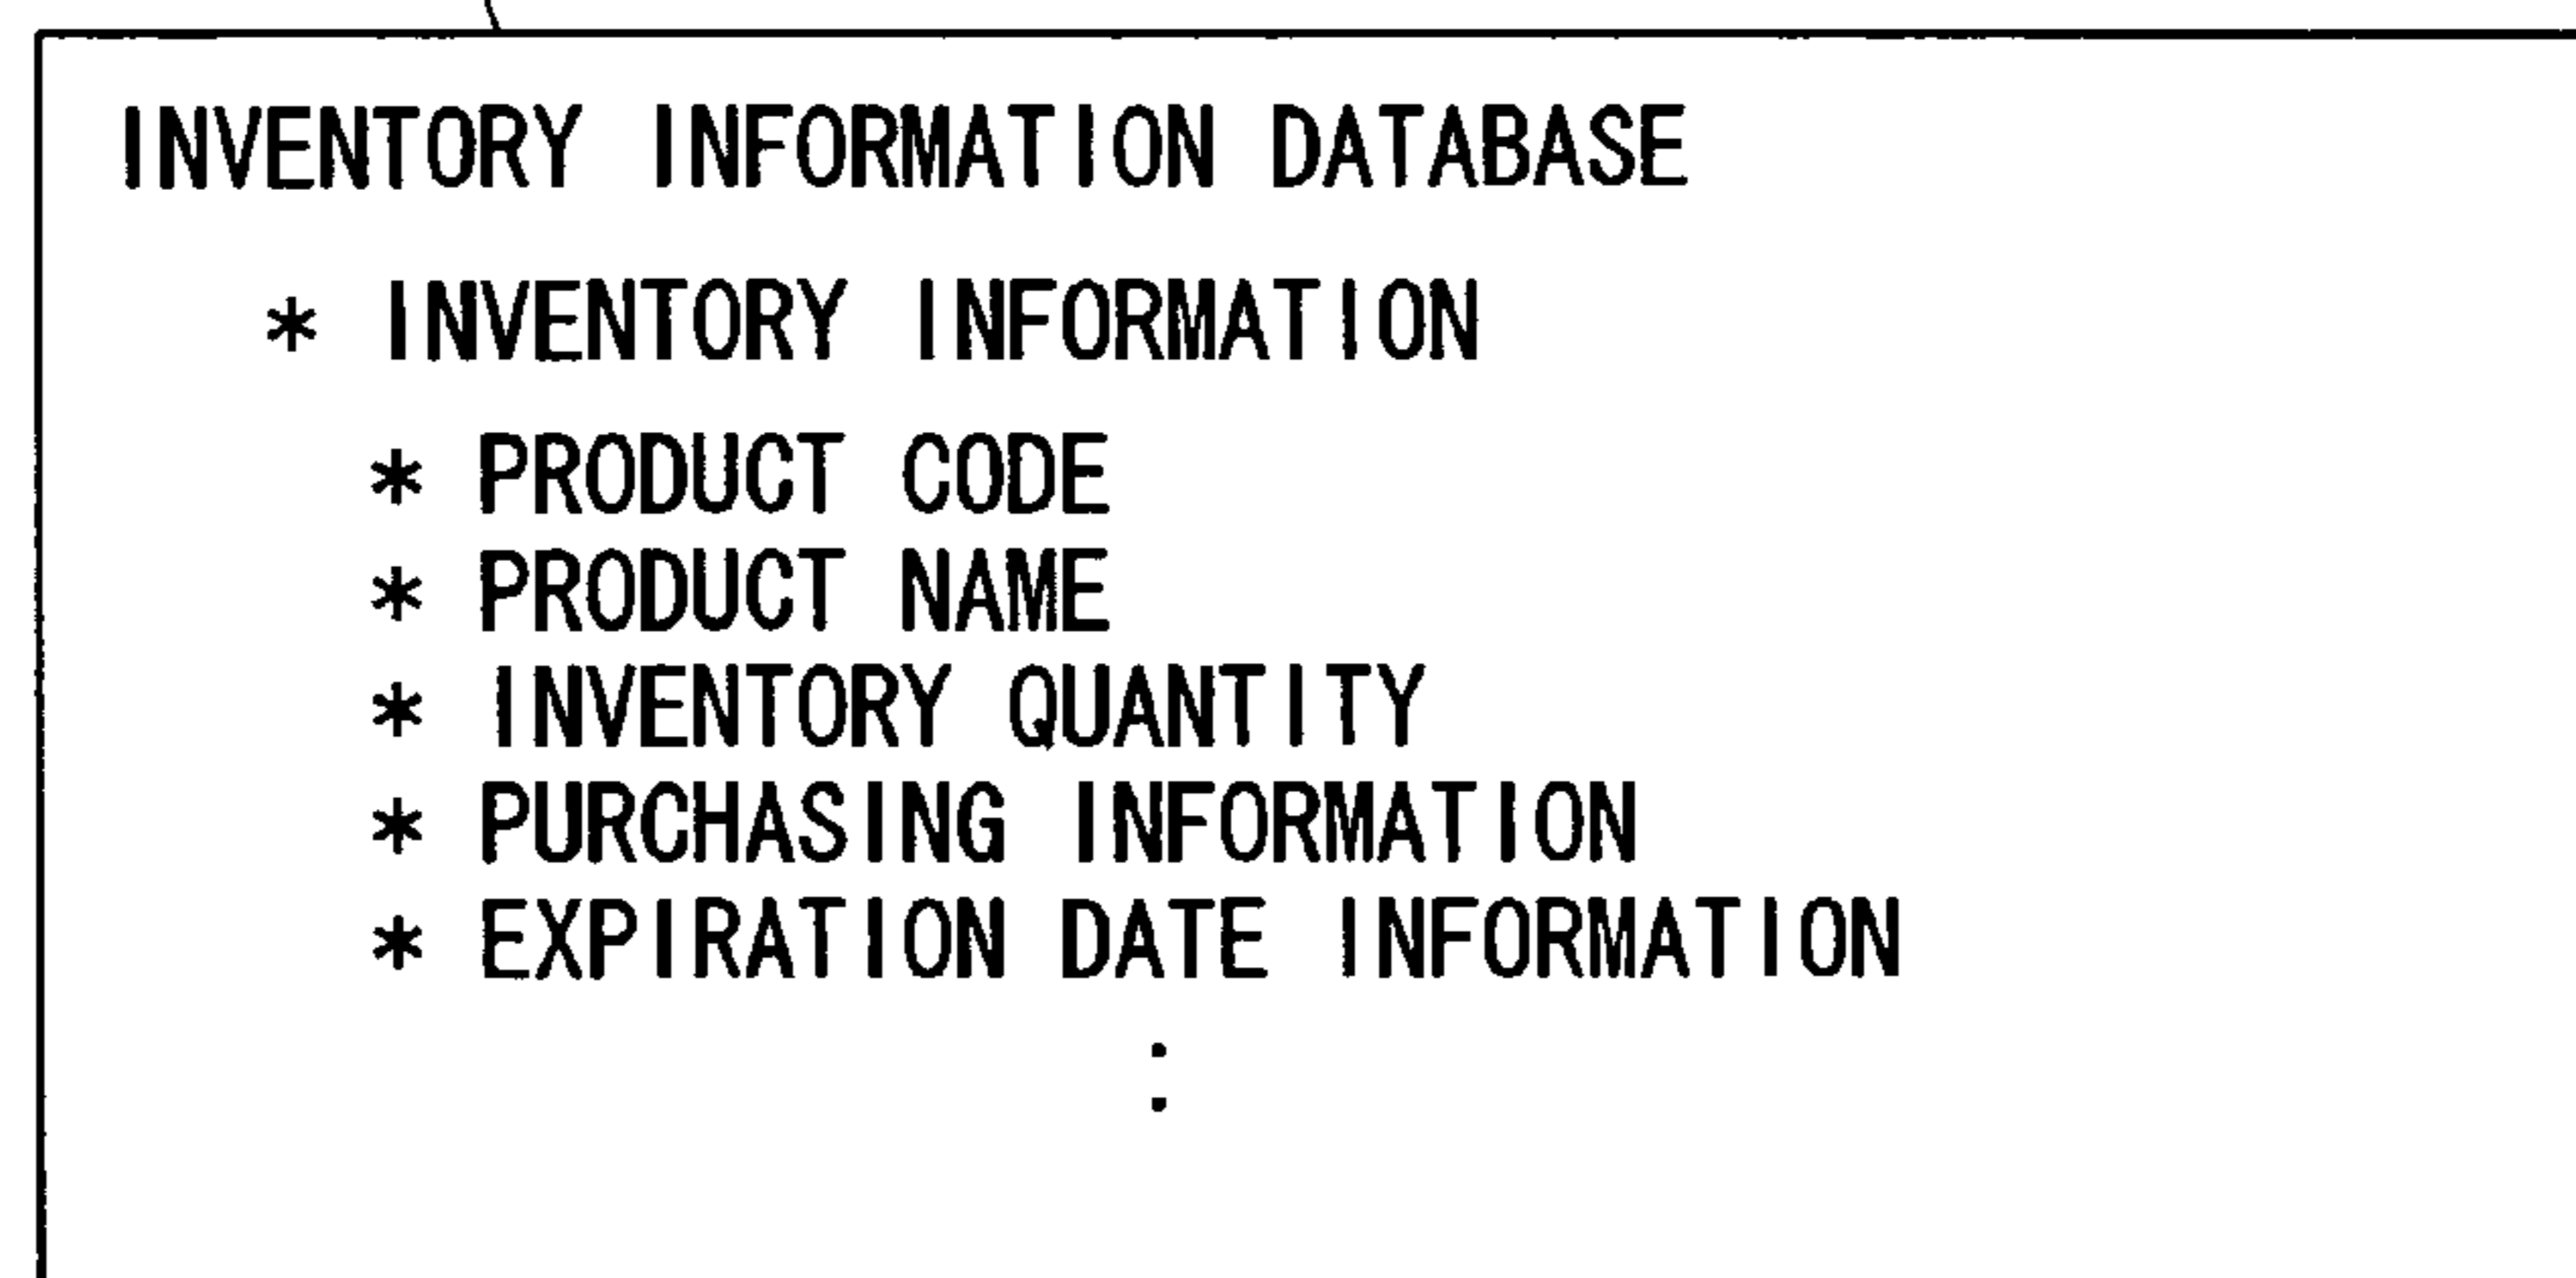 INVENTORY INFORMATION DATABASE
* INVENTORY INFORMATION
* PRODUCT CODE
* PRODUCT NAME
* INVENTORY QUANTITY
* PURCHASING INFORMATION
* EXPIRATION DATE INFORMATION
: